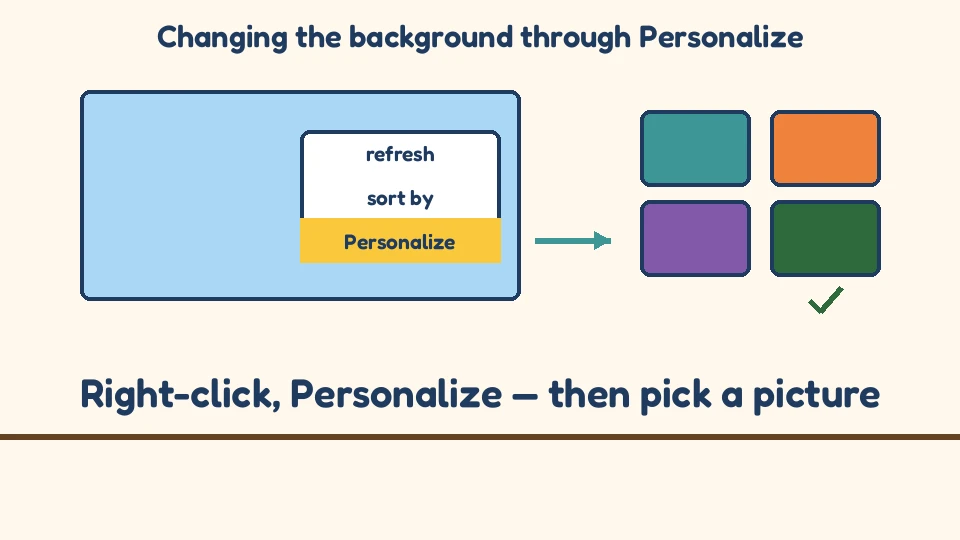 Changing the background through Personalize
refresh
sort by
Personalize
Right-click, Personalize — then pick a picture